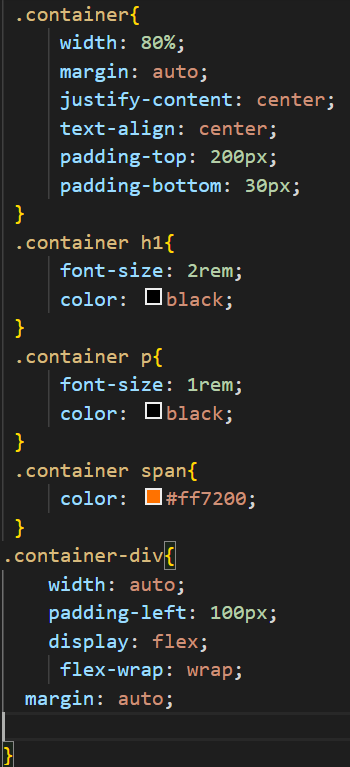 .container{
width: 80%;
margin: auto;
justify-content: center;
text-align: center;
padding-top: 200px;
padding-bottom: 30px;
}
.container h1{
font-size: 2rem;
color: black;
}
.container p{
font-size: 1rem;
color: black;
}
.container span{
color: #ff7200;
}
.container-div{
width: auto;
padding-left: 100px;
display: flex;
flex-wrap: wrap;
margin: auto;
}